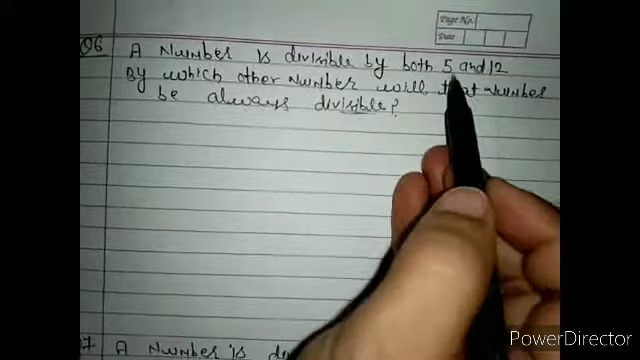 Page No.
Date
Q6 A Number is divisible by both 5 and 12
By which other Number will that Number
be always divisible?
7 A Number is di
PowerDirector